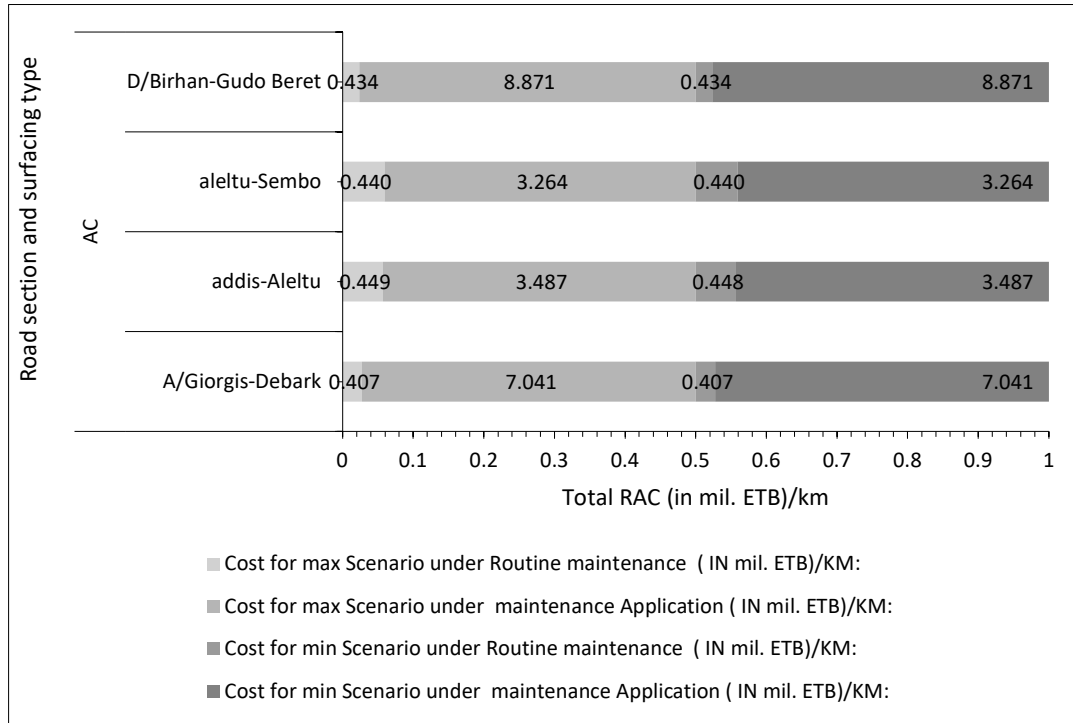 Road section and surfacing type
AC
D/Birhan-Gudo Beret 0.434 8.871 0.434 8.871
aleltu-Sembo 0.440 3.264 0.440 3.264
addis-Aleltu 0.449 3.487 0.448 3.487
A/Giorgis-Debark 0.407 7.041 0.407 7.041
0 0.1 0.2 0.3 0.4 0.5 0.6 0.7 0.8 0.9 1
Total RAC (in mil. ETB)/km
Cost for max Scenario under Routine maintenance ( IN mil. ETB)/KM:
Cost for max Scenario under maintenance Application ( IN mil. ETB)/KM:
Cost for min Scenario under Routine maintenance ( IN mil. ETB)/KM:
Cost for min Scenario under maintenance Application ( IN mil. ETB)/KM: